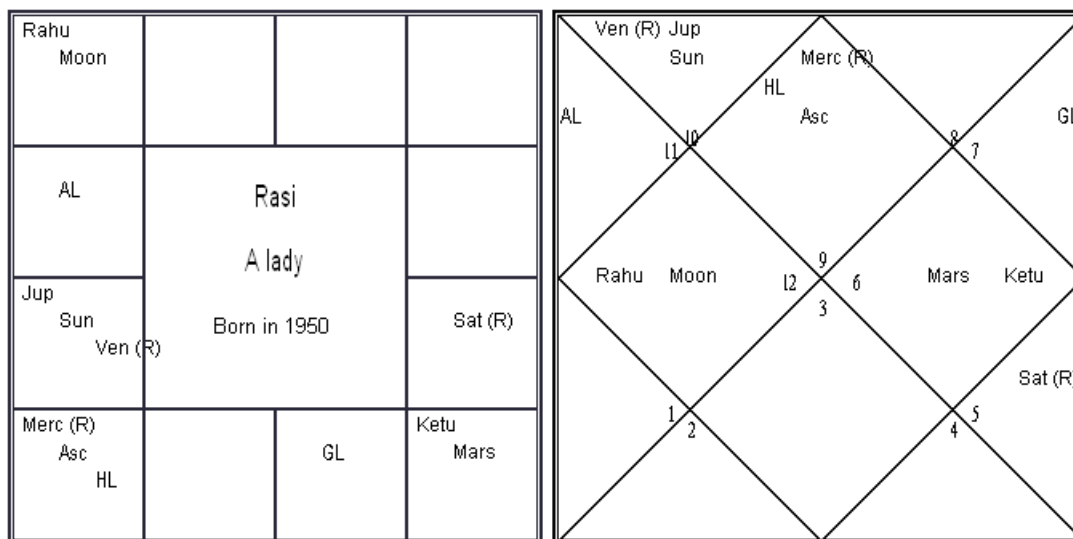 Rahu
Moon
AL
Rasi
A lady
Born in 1950
Jup
Sun
Ven (R)
Sat (R)
Merc (R)
Asc
HL
GL
Ketu
Mars
Ven (R) Jup
Sun
Merc (R)
HL
Asc
AL
GL
10
11
8
7
9
12
6
3
Rahu Moon
Mars Ketu
Sat (R)
1
2
5
4